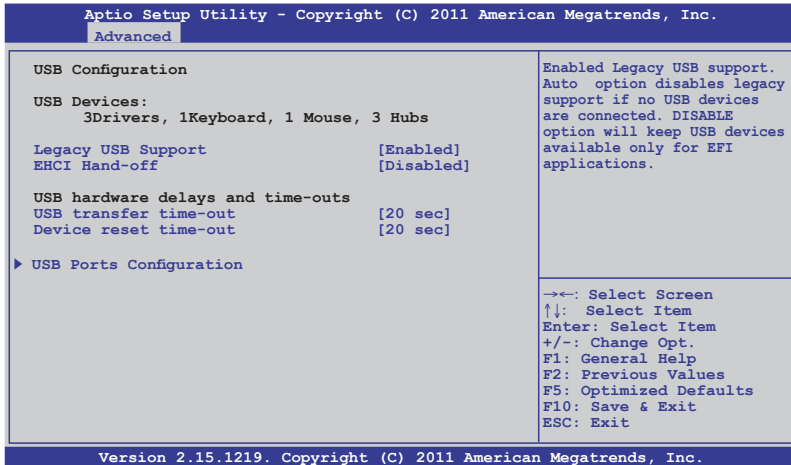 Aptio Setup Utility - Copyright (C) 2011 American Megatrends, Inc.
Advanced
USB Configuration
USB Devices:
3Drivers, 1Keyboard, 1 Mouse, 3 Hubs
Legacy USB Support [Enabled]
EHCI Hand-off [Disabled]
USB hardware delays and time-outs
USB transfer time-out [20 sec]
Device reset time-out [20 sec]
USB Ports Configuration
Enabled Legacy USB support.
Auto option disables legacy
support if no USB devices
are connected. DISABLE
option will keep USB devices
available only for EFI
applications.
→←: Select Screen
↑↓: Select Item
Enter: Select Item
+/-: Change Opt.
F1: General Help
F2: Previous Values
F5: Optimized Defaults
F10: Save & Exit
ESC: Exit
Version 2.15.1219. Copyright (C) 2011 American Megatrends, Inc.